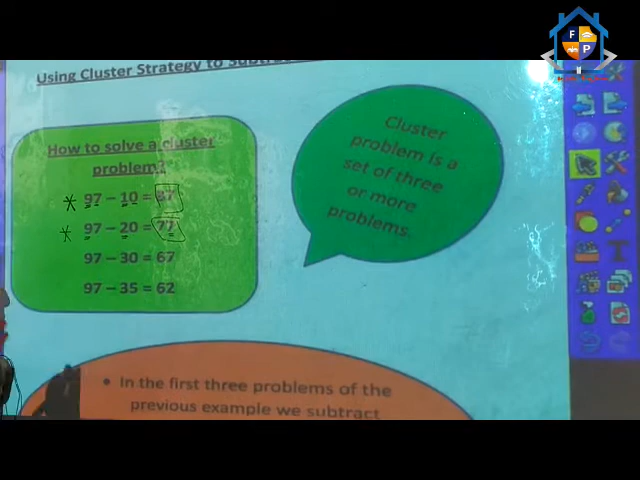 Using Cluster Strategy to Subtract
How to solve a cluster
problem?
* 97 – 10 = 87
* 97 – 20 = 77
97 – 30 = 67
97 – 35 = 62
Cluster
problem is a
set of three
or more
problems.
• In the first three problems of the
previous example we subtract
F
P